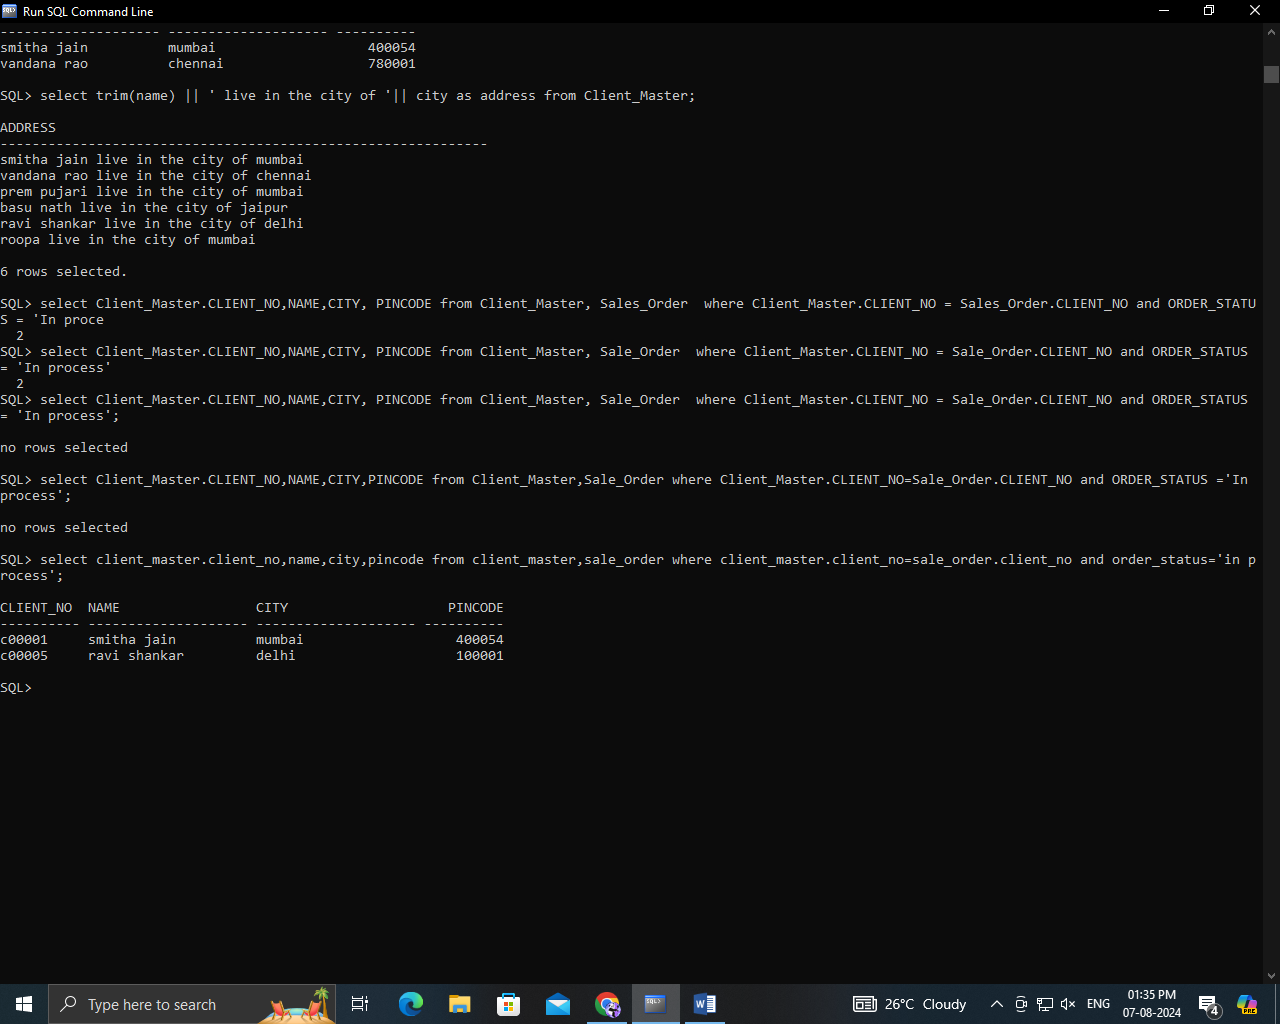 Run SQL Command Line
-------------------- -------------------- ----------
smitha jain          mumbai                   400054
vandana rao          chennai                  780001
SQL> select trim(name) || ' live in the city of '|| city as address from Client_Master;
ADDRESS
-------------------------------------------------------------
smitha jain live in the city of mumbai
vandana rao live in the city of chennai
prem pujari live in the city of mumbai
basu nath live in the city of jaipur
ravi shankar live in the city of delhi
roopa live in the city of mumbai
6 rows selected.
SQL> select Client_Master.CLIENT_NO,NAME,CITY, PINCODE from Client_Master, Sales_Order  where Client_Master.CLIENT_NO = Sales_Order.CLIENT_NO and ORDER_STATU
S = 'In proce
  2
SQL> select Client_Master.CLIENT_NO,NAME,CITY, PINCODE from Client_Master, Sale_Order  where Client_Master.CLIENT_NO = Sale_Order.CLIENT_NO and ORDER_STATUS
= 'In process'
  2
SQL> select Client_Master.CLIENT_NO,NAME,CITY, PINCODE from Client_Master, Sale_Order  where Client_Master.CLIENT_NO = Sale_Order.CLIENT_NO and ORDER_STATUS
= 'In process';
no rows selected
SQL> select Client_Master.CLIENT_NO,NAME,CITY,PINCODE from Client_Master,Sale_Order where Client_Master.CLIENT_NO=Sale_Order.CLIENT_NO and ORDER_STATUS ='In
process';
no rows selected
SQL> select client_master.client_no,name,city,pincode from client_master,sale_order where client_master.client_no=sale_order.client_no and order_status='in p
rocess';
CLIENT_NO  NAME                 CITY                    PINCODE
---------- -------------------- -------------------- ----------
c00001     smitha jain          mumbai                   400054
c00005     ravi shankar         delhi                    100001
SQL>
Type here to search
26°C Cloudy
ENG
01:35 PM
07-08-2024
4
PRE